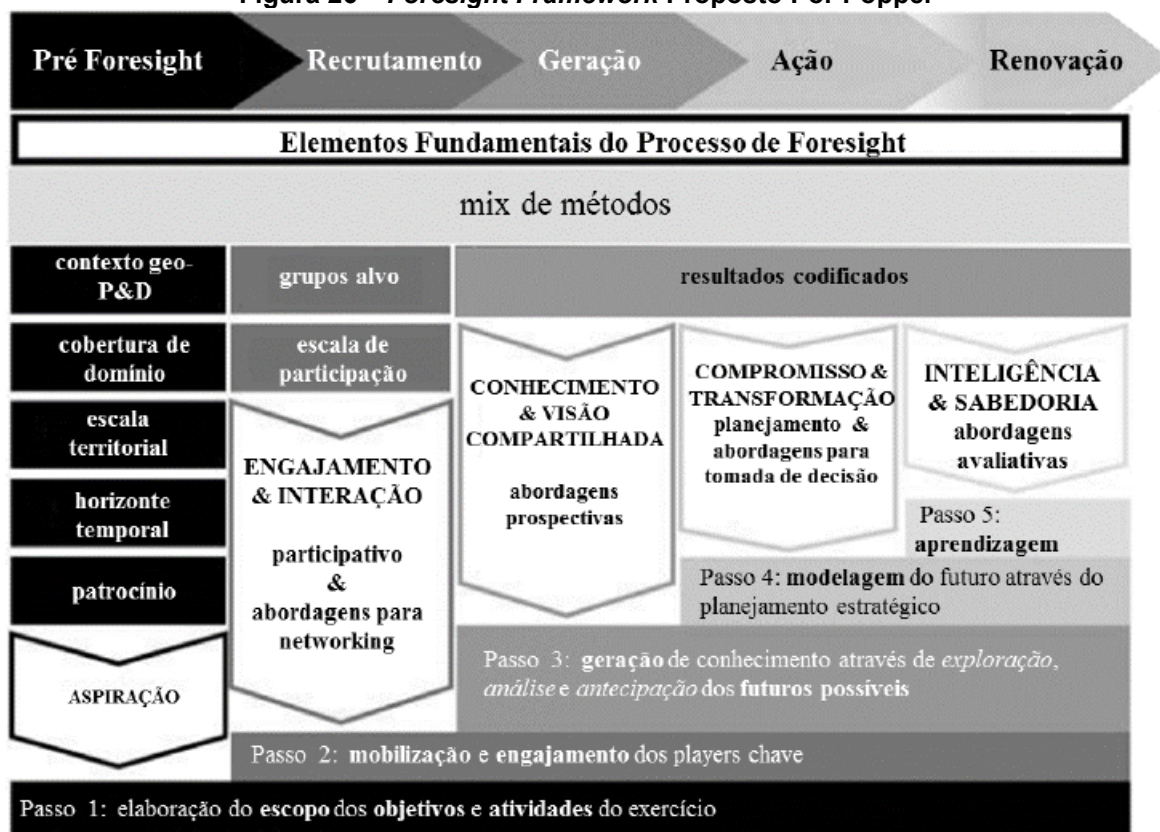 Pré Foresight
Recrutamento
Geração
Ação
Renovação
Elementos Fundamentais do Processo de Foresight
mix de métodos
contexto geo-
P&D
grupos alvo
resultados codificados
cobertura de
domínio
escala de
participação
escala
territorial
horizonte
temporal
patrocínio
ASPIRAÇÃO
ENGAJAMENTO
& INTERAÇÃO
participativo
&
abordagens para
networking
CONHECIMENTO
& VISÃO
COMPARTILHADA
abordagens
prospectivas
COMPROMISSO &
TRANSFORMAÇÃO
planejamento &
abordagens para
tomada de decisão
INTELIGÊNCIA
& SABEDORIA
abordagens
avaliativas
Passo 5:
aprendizagem
Passo 4: modelagem do futuro através do
planejamento estratégico
Passo 3: geração de conhecimento através de exploração,
análise e antecipação dos futuros possíveis
Passo 2: mobilização e engajamento dos players chave
Passo 1: elaboração do escopo dos objetivos e atividades do exercício